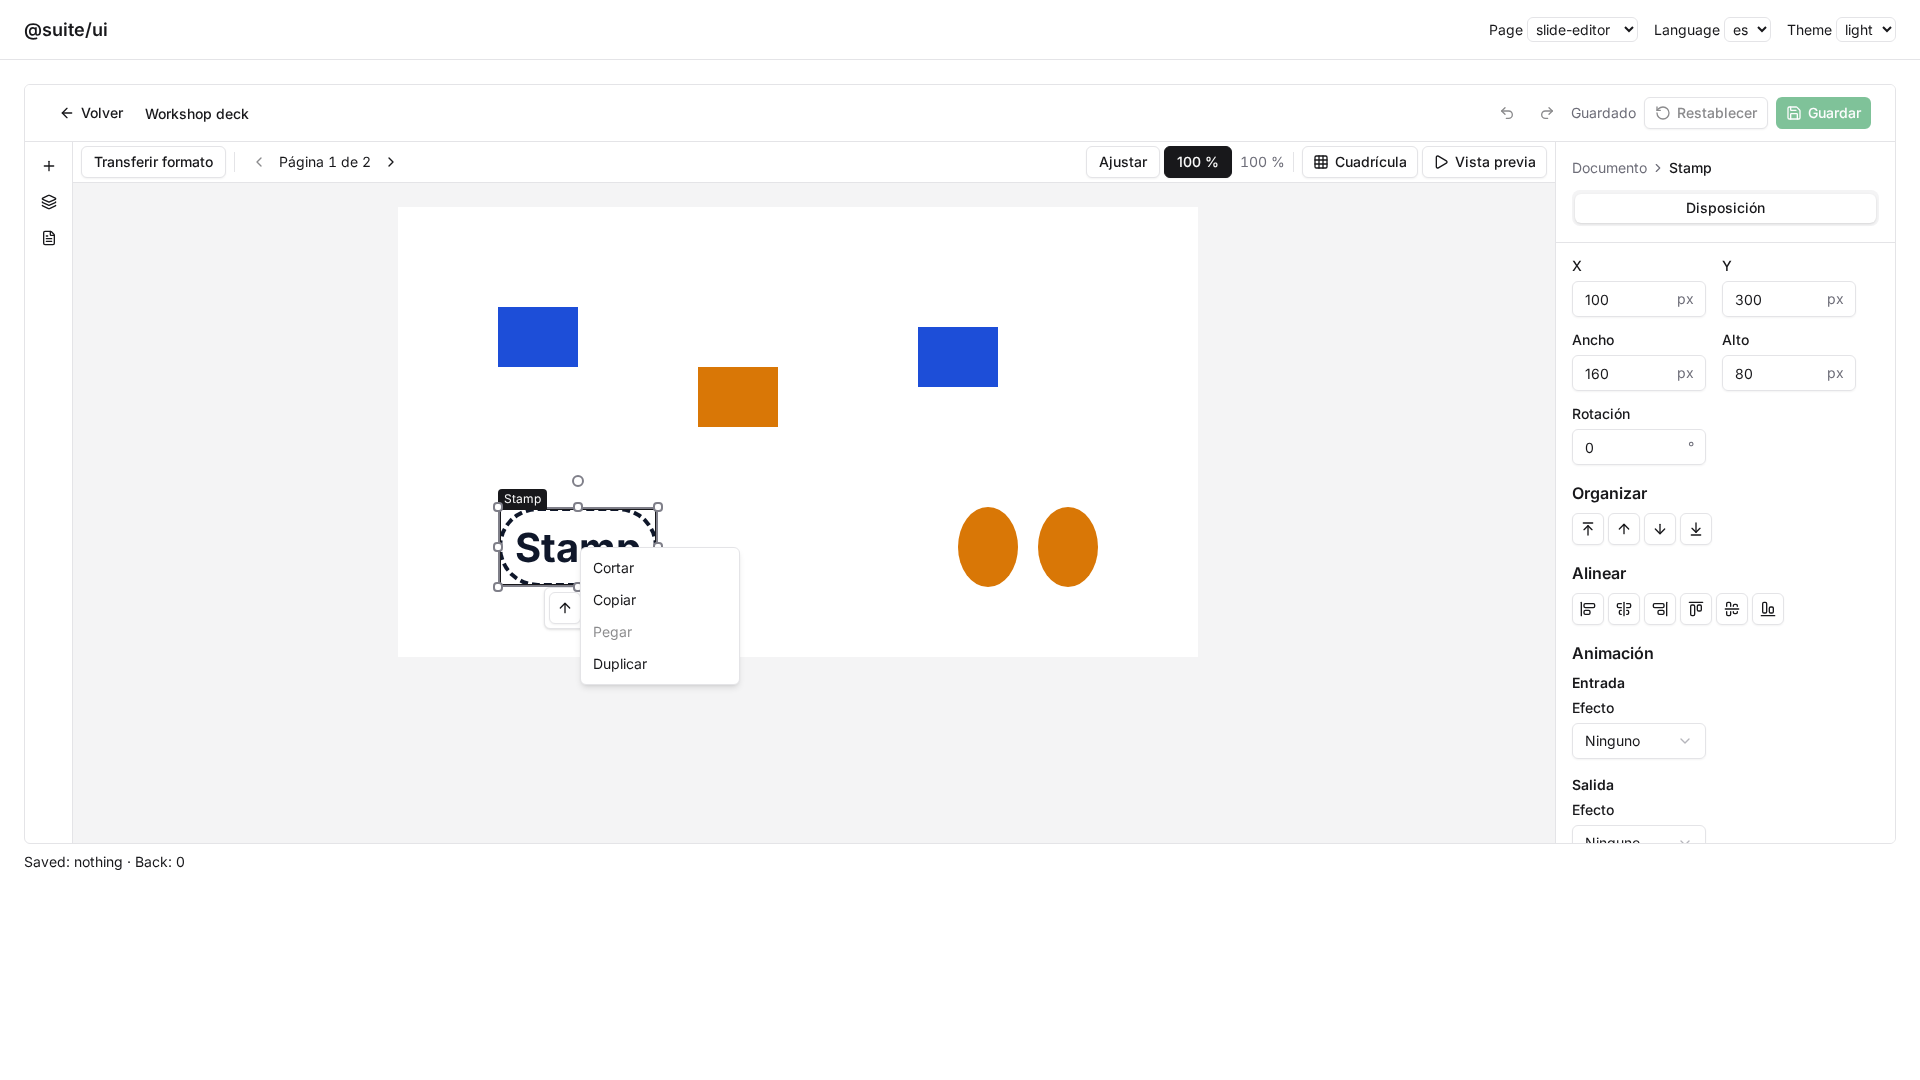 @suite/ui
Page slide-editor Language es Theme light
Volver Workshop deck
Guardado Restablecer Guardar
Transferir formato Página 1 de 2
Ajustar 100 % 100 % Cuadrícula Vista previa
Documento Stamp
Disposición
X Y
100 px 300 px
Ancho Alto
160 px 80 px
Rotación
0 °
Organizar
Alinear
Animación
Entrada
Efecto
Ninguno
Salida
Efecto
Ninguno
Stamp
Stamp
Cortar
Copiar
Pegar
Duplicar
Saved: nothing · Back: 0